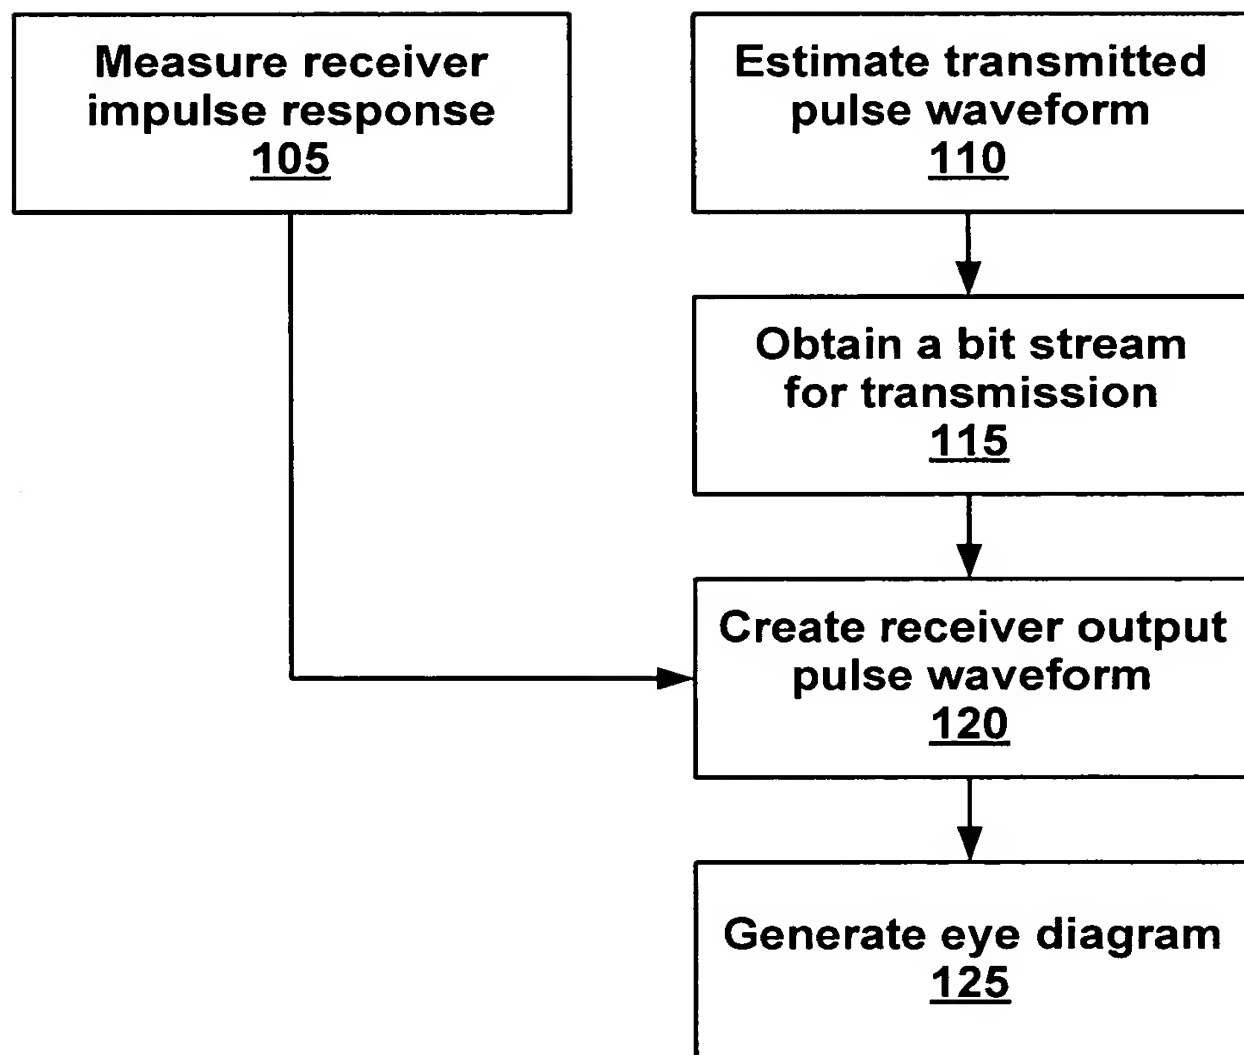 Measure receiver
impulse response
105
Estimate transmitted
pulse waveform
110
Obtain a bit stream
for transmission
115
Create receiver output
pulse waveform
120
Generate eye diagram
125